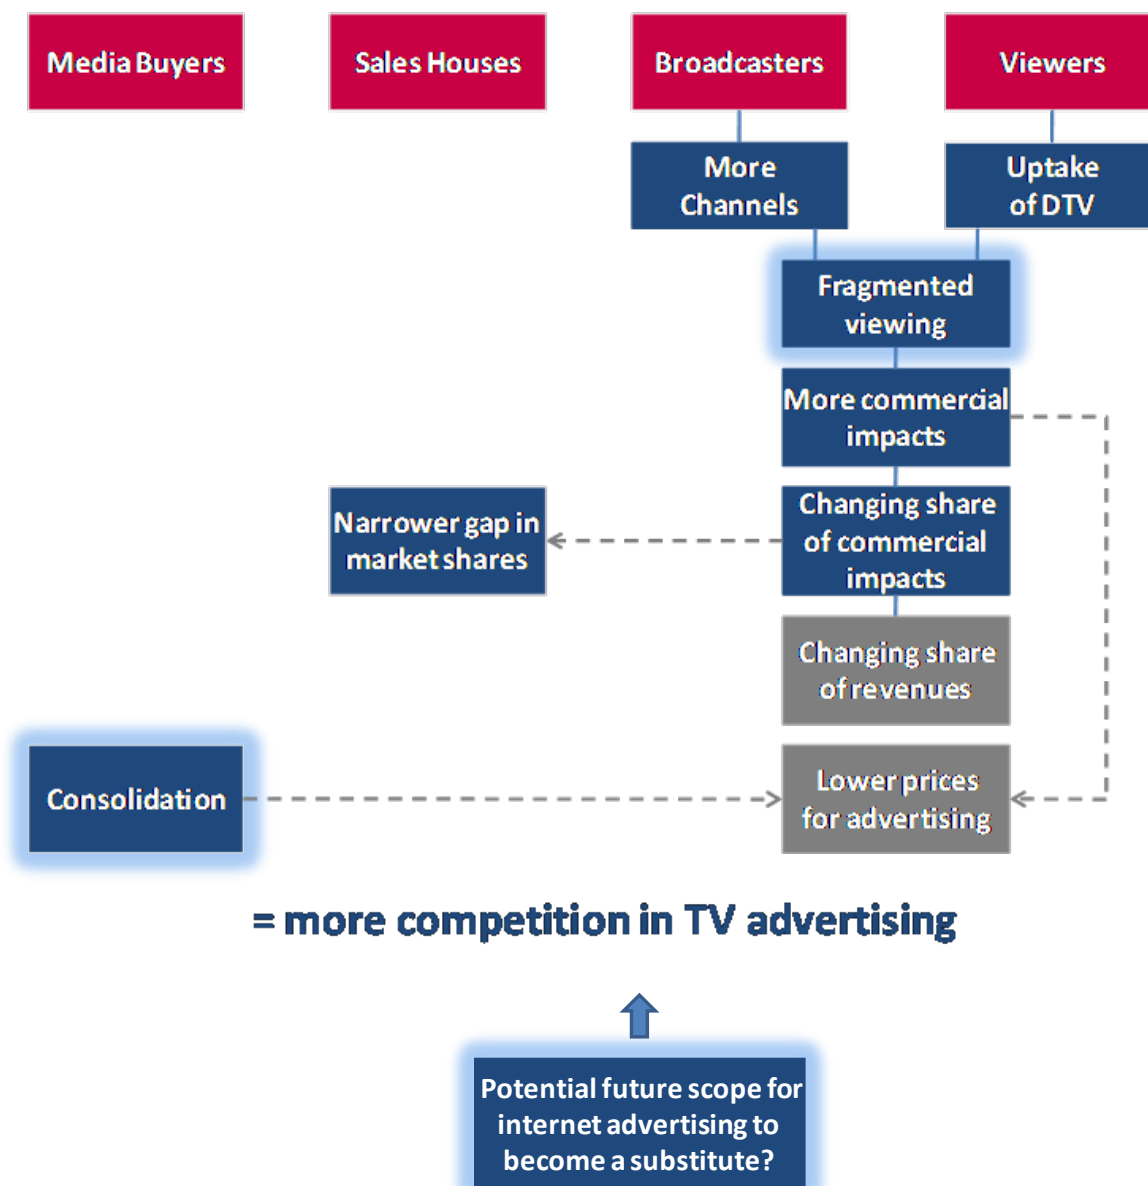 Media Buyers
Sales Houses
Broadcasters
Viewers
More
Channels
Uptake
of DTV
Fragmented
viewing
More commercial
impacts
Narrower gap in
market shares
Changing share
of commercial
impacts
Changing share
of revenues
Consolidation
Lower prices
for advertising
= more competition in TV advertising
Potential future scope for
internet advertising to
become a substitute?